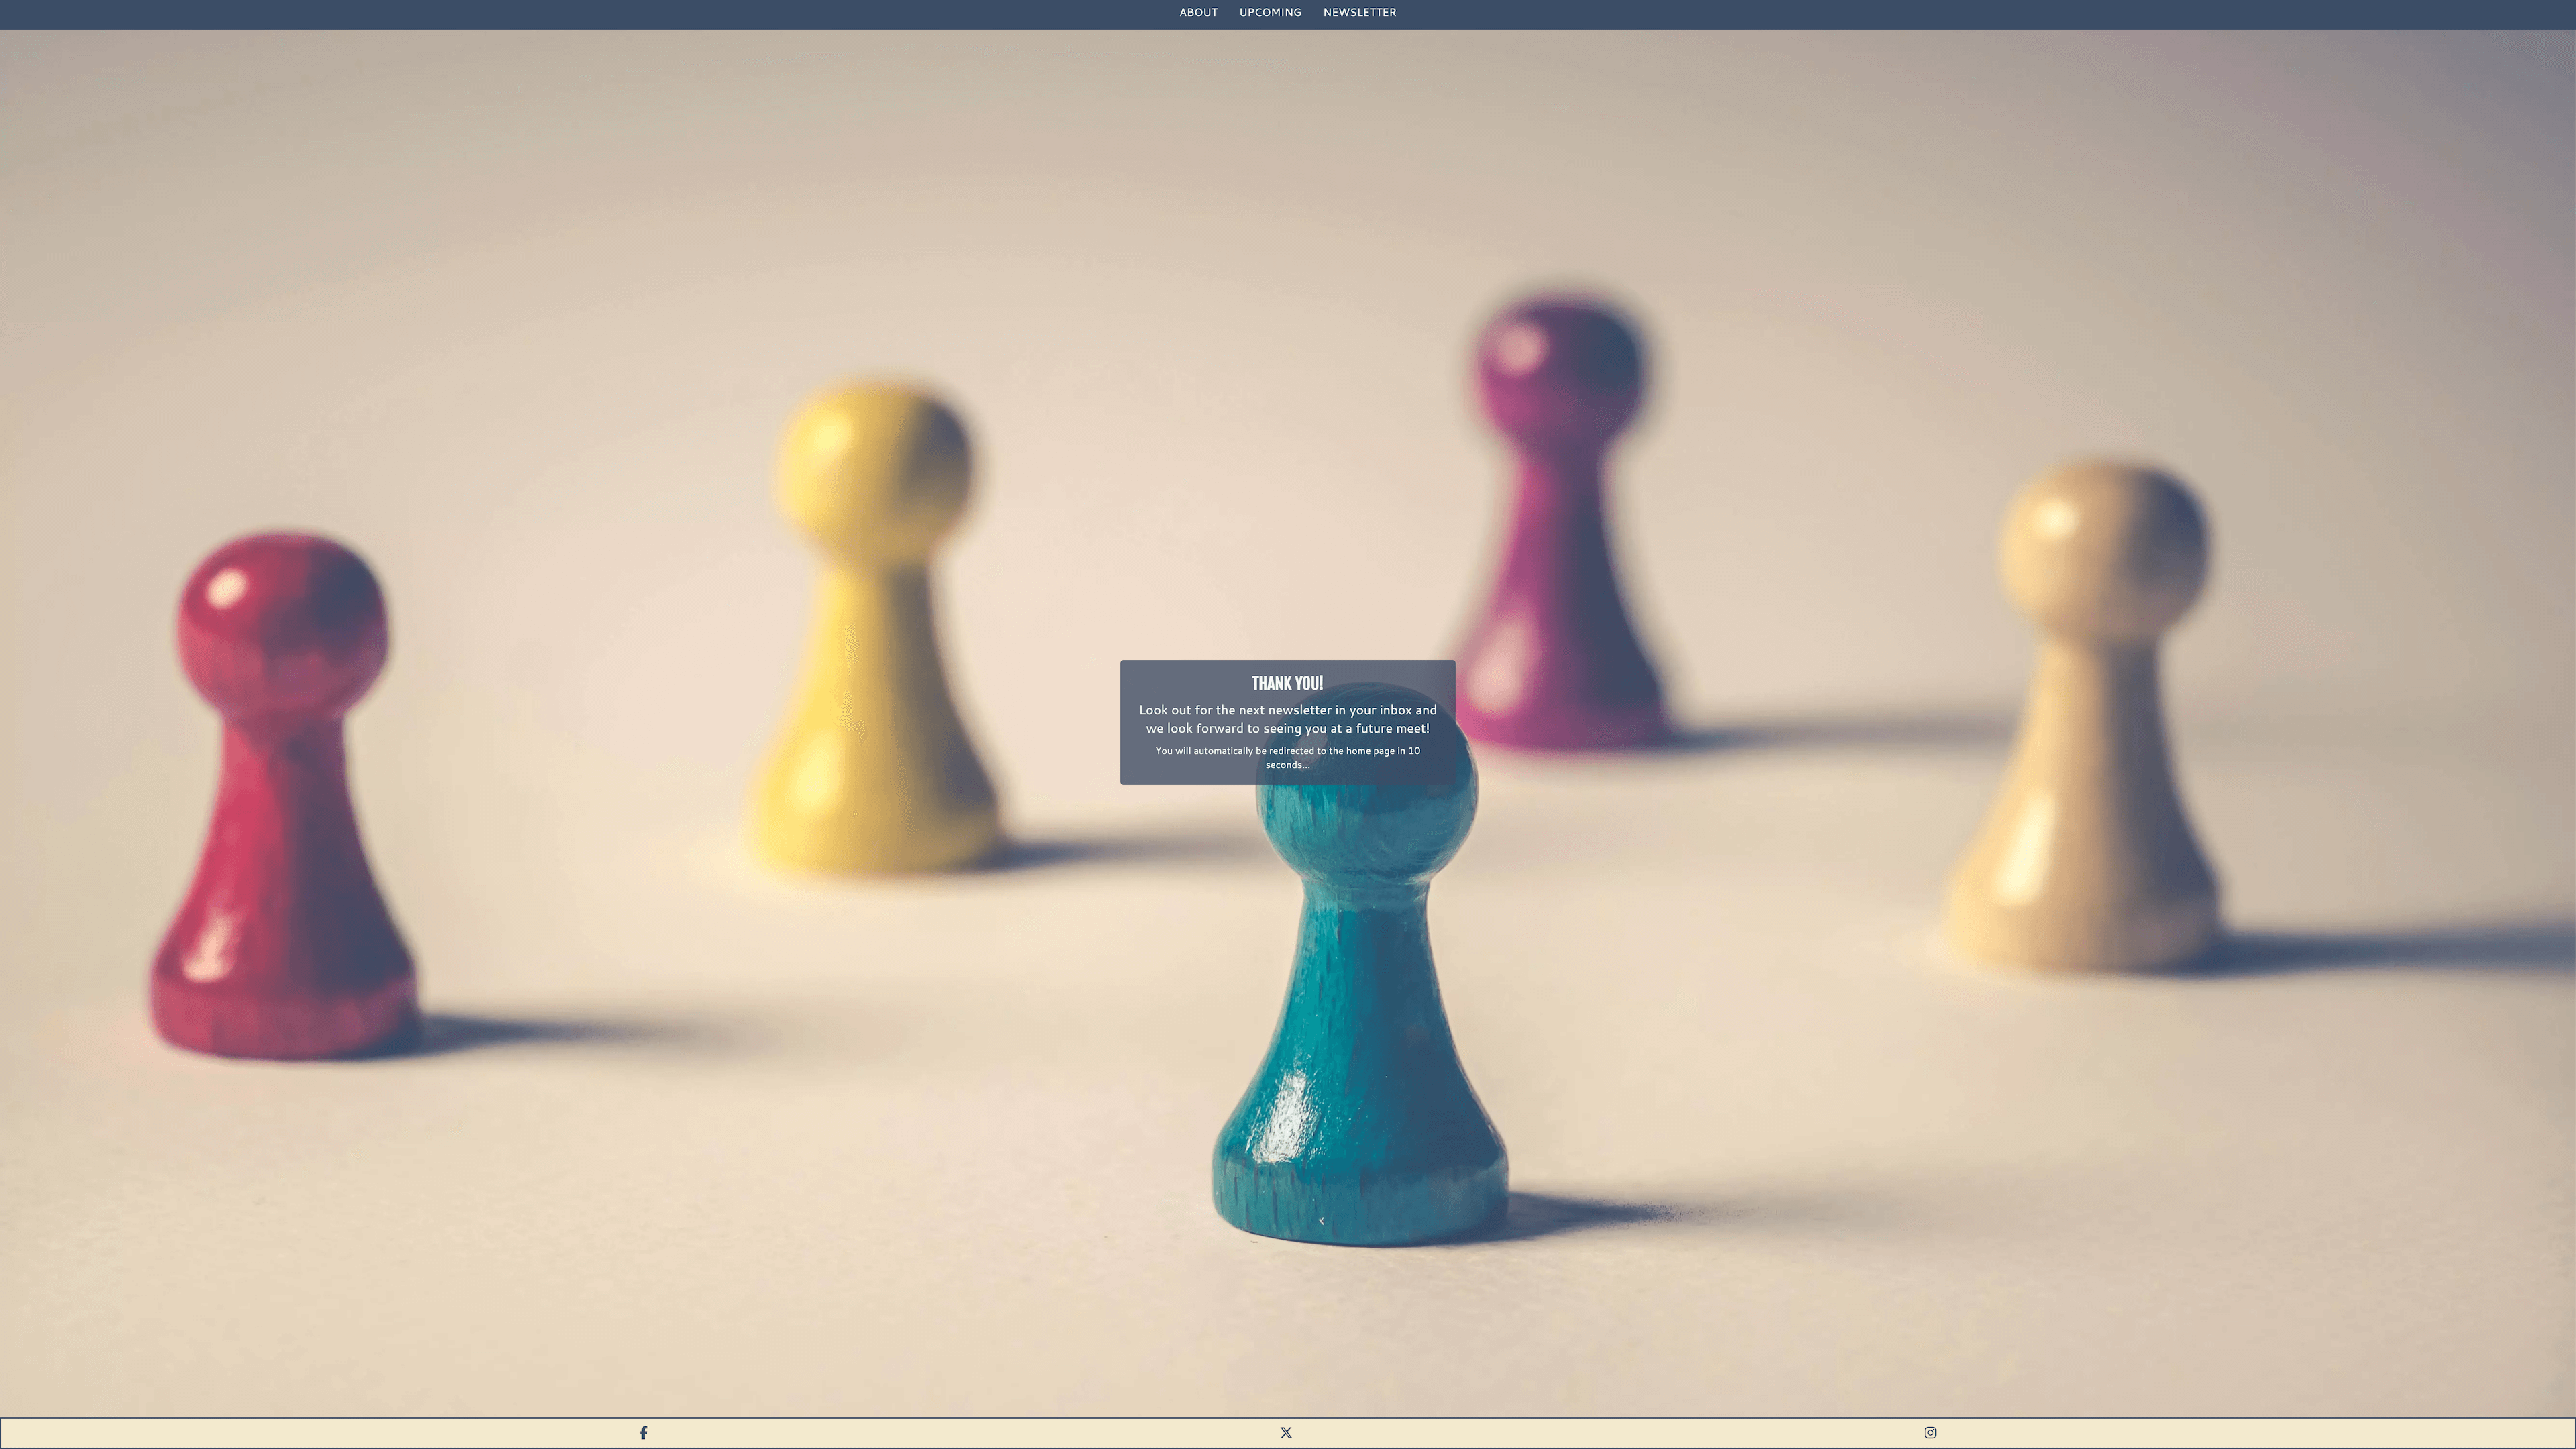 ABOUT UPCOMING NEWSLETTER
THANK YOU!
Look out for the next newsletter in your inbox and
we look forward to seeing you at a future meet!
You will automatically be redirected to the home page in 10
seconds...